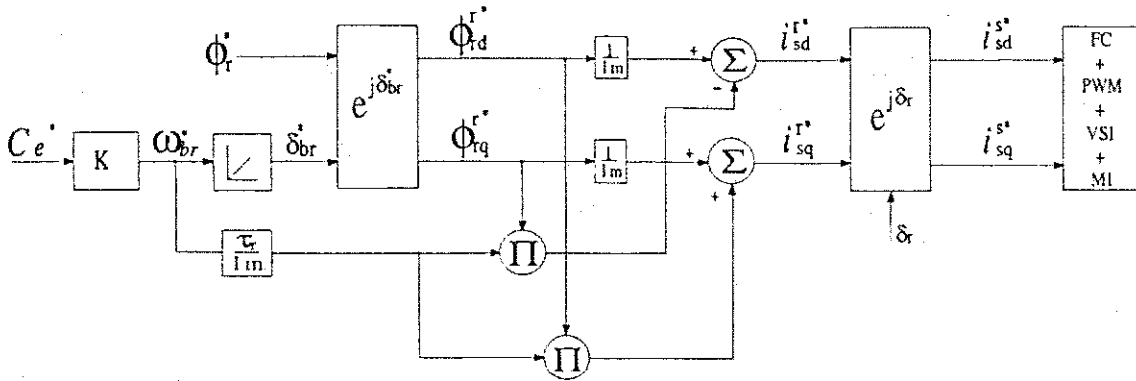 ϕr*
Ce*
K
ωbr*
δbr*
e^jδbr*
ϕrd^r*
ϕrq^r*
τr
lm
1
lm
1
lm
+
-
Σ
+
+
Σ
Π
Π
isd^r*
isq^r*
e^jδr
δr
isd^s*
isq^s*
FC
+
PWM
+
VSI
+
MI